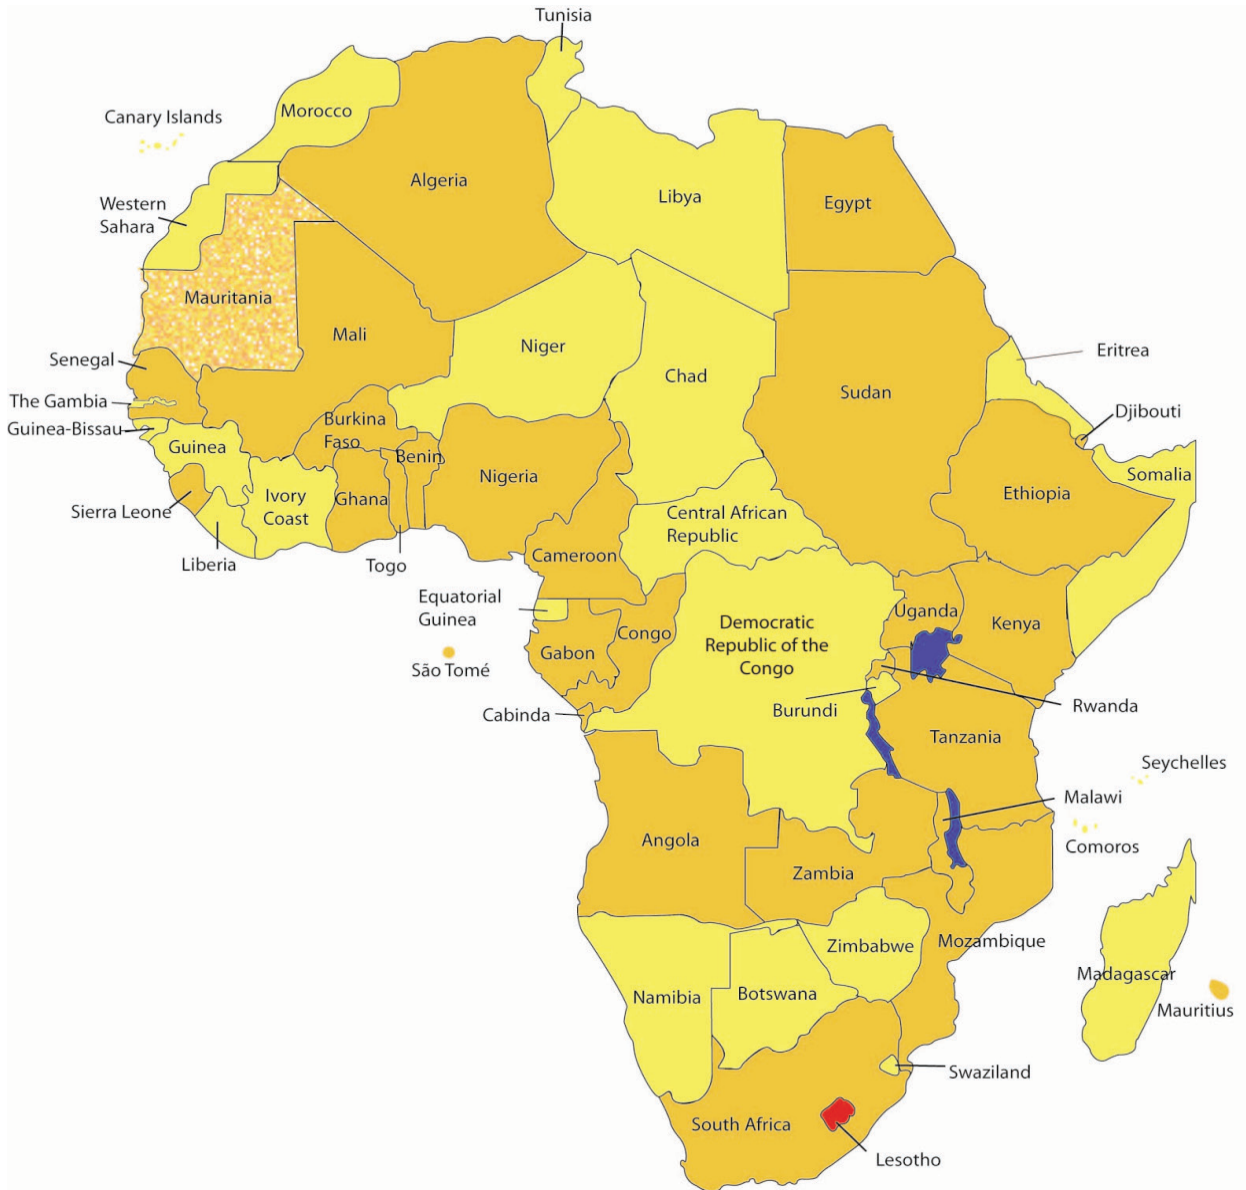 Tunisia
Canary Islands
Morocco
Algeria
Libya
Egypt
Western
Sahara
Mauritania
Mali
Niger
Chad
Sudan
Eritrea
Senegal
The Gambia
Guinea-Bissau
Guinea
Burkina
Faso
Benin
Nigeria
Djibouti
Somalia
Ethiopia
Sierra Leone
Ivory
Coast
Ghana
Central African
Republic
Liberia
Togo
Cameroon
Equatorial
Guinea
Uganda
Kenya
Congo
Democratic
Republic of the
Congo
Gabon
São Tomé
Cabinda
Burundi
Rwanda
Tanzania
Seychelles
Malawi
Comoros
Angola
Zambia
Zimbabwe
Mozambique
Madagascar
Mauritius
Namibia
Botswana
Swaziland
South Africa
Lesotho